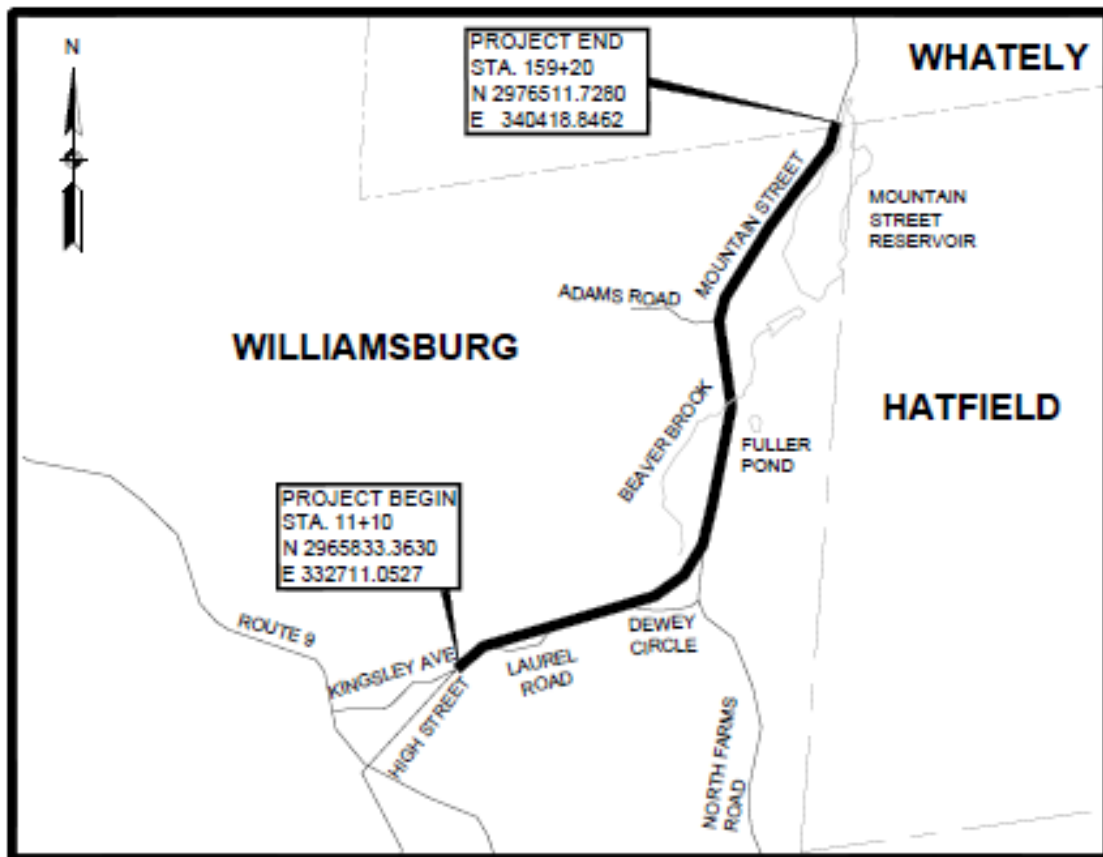 N
PROJECT END
STA. 159+20
N 2976511.7280
E 340418.8462
WHATELY
MOUNTAIN STREET
MOUNTAIN
STREET
RESERVOIR
ADAMS ROAD
WILLIAMSBURG
HATFIELD
BEAVER BROOK
FULLER
POND
PROJECT BEGIN
STA. 11+10
N 2965833.3630
E 332711.0527
ROUTE 9
KINGSLEY AVE
HIGH STREET
LAUREL
ROAD
DEWEY
CIRCLE
NORTH FARMS
ROAD